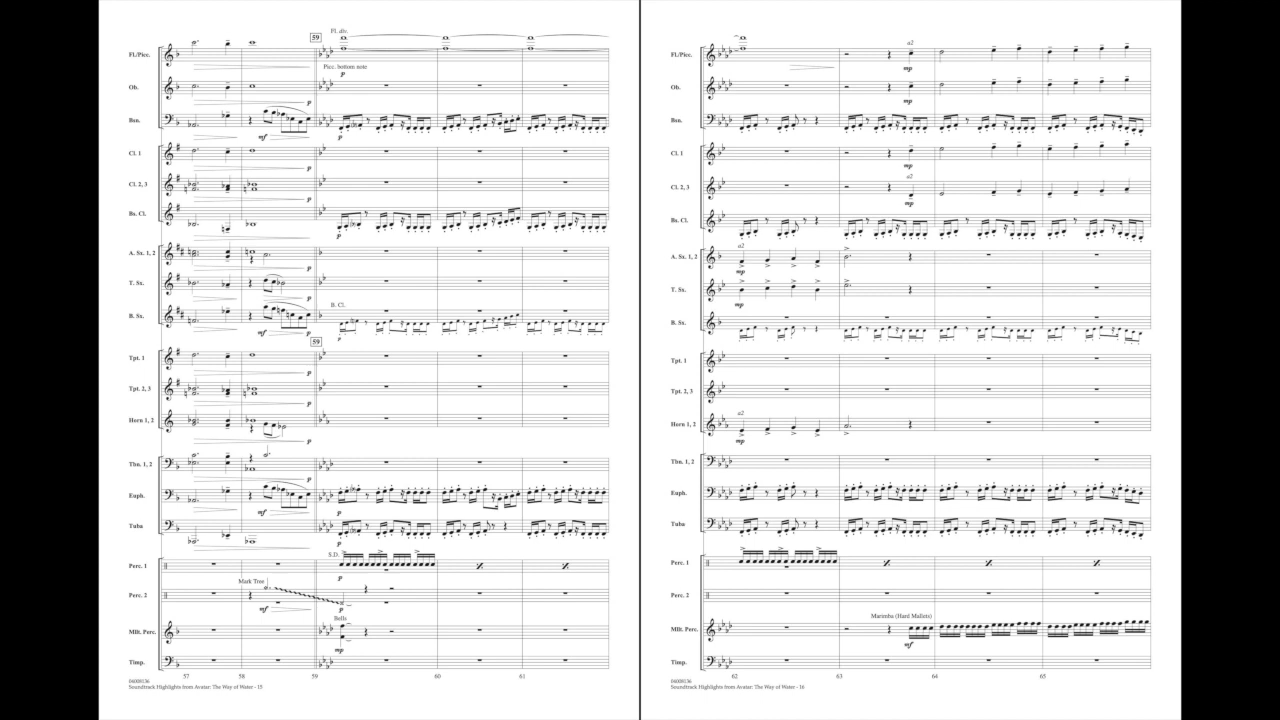 59
Fl. div.
Fl/Picc.
Picc. bottom note
p
Ob.
p
Bsn.
mf
p
p
Cl. 1
p
Cl. 2, 3
p
Bs. Cl.
p
p
A. Sx. 1, 2
p
T. Sx.
p
B. Cl.
B. Sx.
mf
p
p
59
Tpt. 1
p
Tpt. 2, 3
p
Horn 1, 2
p
Tbn. 1, 2
p
Euph.
mf
p
Tuba
p
S.D.
Perc. 1
p
Mark Tree
Perc. 2
mf
p
Bells
Mlt. Perc.
mp
Timp.
57 58 59 60 61
04008136
Soundtrack Highlights from Avatar: The Way of Water - 15
a2
Fl/Picc.
mp
Ob.
mp
Bsn.
Cl. 1
mp
a2
Cl. 2, 3
mp
Bs. Cl.
a2
A. Sx. 1, 2
mp
T. Sx.
mp
B. Sx.
Tpt. 1
Tpt. 2, 3
a2
Horn 1, 2
mp
Tbn. 1, 2
Euph.
Tuba
Perc. 1
Perc. 2
Marimba (Hard Mallets)
Mlt. Perc.
mf
Timp.
62 63 64 65
04008136
Soundtrack Highlights from Avatar: The Way of Water - 16